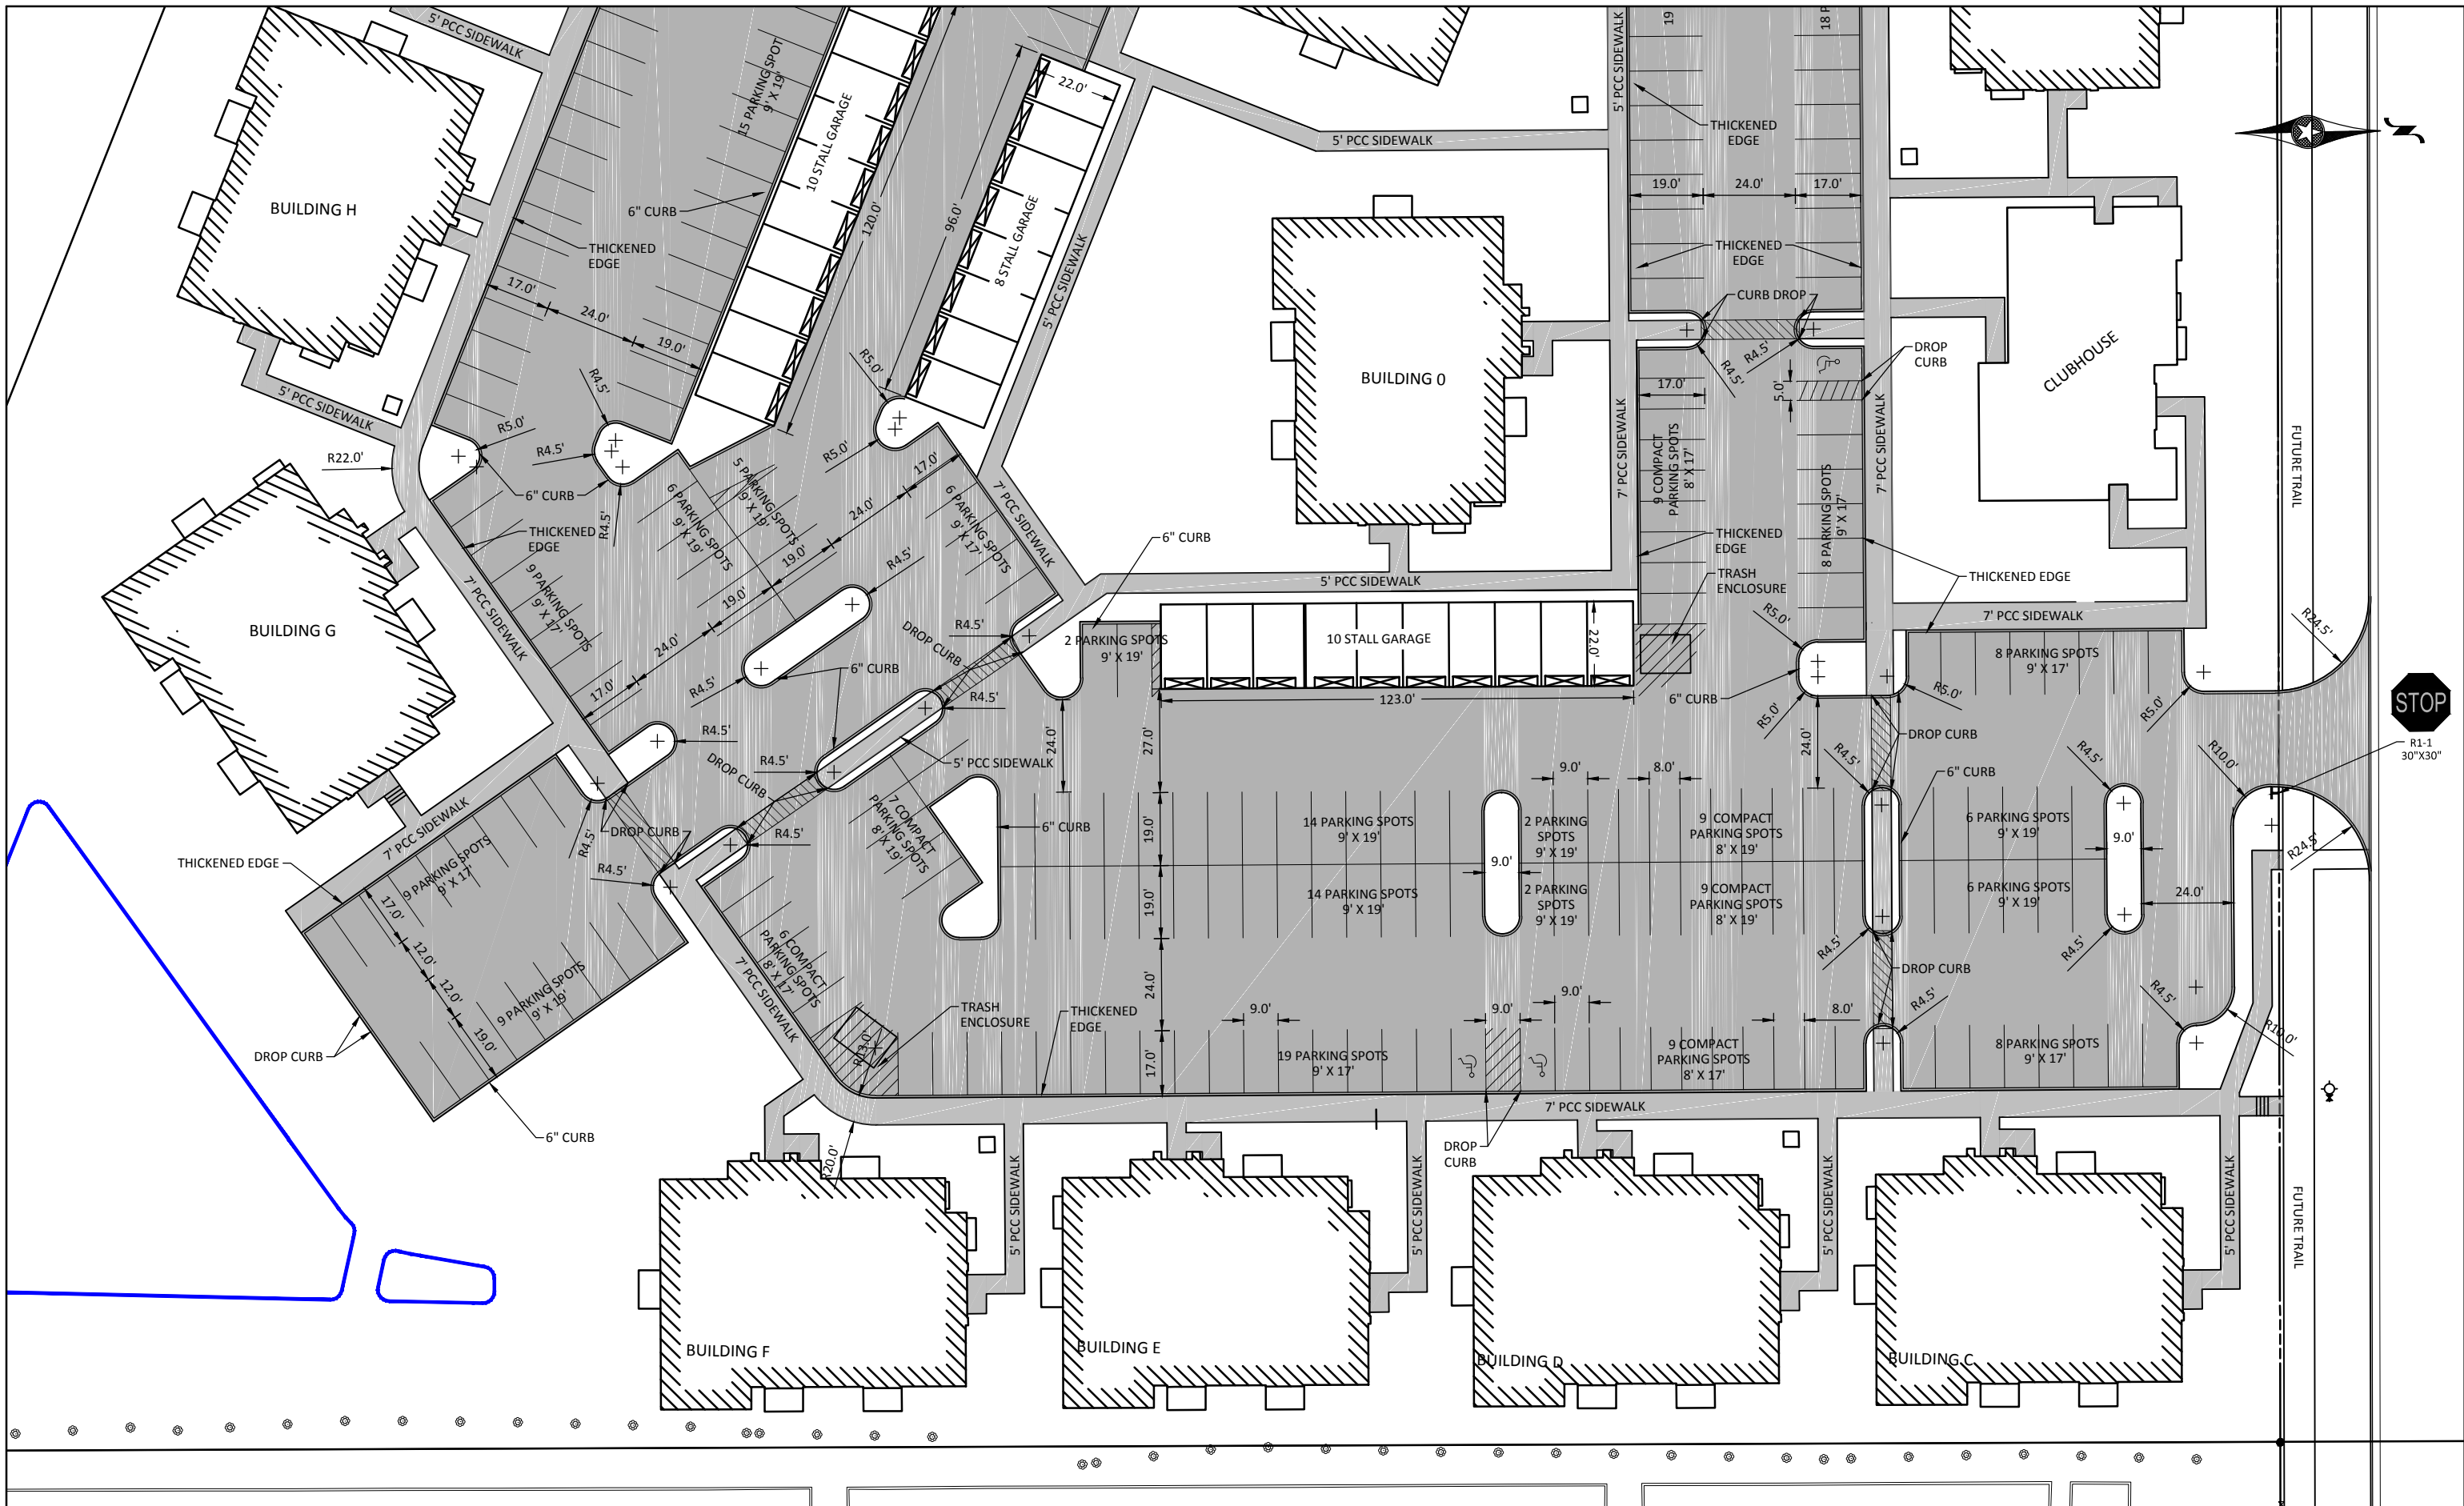 5' PCC SIDEWALK
15 PARKING SPOT
9' X 19'
10 STALL GARAGE
120.0'
96.0'
22.0'
8 STALL GARAGE
5' PCC SIDEWALK
5' PCC SIDEWALK
5' PCC SIDEWALK
19
18 P
THICKENED
EDGE
19.0'
24.0'
17.0'
THICKENED
EDGE
CURB DROP
R4.5'
R4.5'
DROP
CURB
5.0'
17.0'
BUILDING H
6" CURB
THICKENED
EDGE
17.0'
24.0'
19.0'
5' PCC SIDEWALK
R22.0'
R5.0'
R4.5'
R4.5'
R4.5'
6" CURB
R5.0'
R5.0'
THICKENED
EDGE
BUILDING 0
CLUBHOUSE
FUTURE TRAIL
7' PCC SIDEWALK
7' PCC SIDEWALK
9 COMPACT
PARKING SPOTS
8' X 17'
8 PARKING SPOTS
9' X 17'
THICKENED
EDGE
TRASH
ENCLOSURE
THICKENED EDGE
7' PCC SIDEWALK
5 PARKING SPOTS
9' X 19'
6 PARKING SPOTS
9' X 19'
6 PARKING SPOTS
9' X 17'
17.0'
24.0'
19.0'
19.0'
24.0'
17.0'
R4.5'
7' PCC SIDEWALK
9 PARKING SPOTS
9' X 17'
7' PCC SIDEWALK
BUILDING G
6" CURB
5' PCC SIDEWALK
R4.5'
DROP CURB
2 PARKING SPOTS
9' X 19'
10 STALL GARAGE
22.0'
123.0'
6" CURB
R5.0'
R5.0'
R5.0'
8 PARKING SPOTS
9' X 17'
R24.5'
R5.0'
STOP
R1-1
30"X30"
R10.0'
R24.5'
R4.5'
6" CURB
R4.5'
R4.5'
5' PCC SIDEWALK
R4.5'
DROP CURB
R4.5'
R4.5'
DROP CURB
R4.5'
R4.5'
24.0'
27.0'
24.0'
DROP CURB
6" CURB
R4.5'
R4.5'
9.0'
8.0'
7 COMPACT
PARKING SPOTS
8' X 19'
6" CURB
19.0'
14 PARKING SPOTS
9' X 19'
2 PARKING
SPOTS
9' X 19'
9 COMPACT
PARKING SPOTS
8' X 19'
6 PARKING SPOTS
9' X 19'
9.0'
9.0'
19.0'
14 PARKING SPOTS
9' X 19'
2 PARKING
SPOTS
9' X 19'
9 COMPACT
PARKING SPOTS
8' X 19'
6 PARKING SPOTS
9' X 19'
24.0'
THICKENED EDGE
7' PCC SIDEWALK
9 PARKING SPOTS
9' X 17'
17.0'
12.0'
12.0'
19.0'
9 PARKING SPOTS
9' X 19'
DROP CURB
6" CURB
7' PCC SIDEWALK
6 COMPACT
PARKING SPOTS
8' X 17'
R13.0'
TRASH
ENCLOSURE
THICKENED
EDGE
24.0'
17.0'
9.0'
9.0'
9.0'
8.0'
R4.5'
DROP CURB
R4.5'
R4.5'
R4.5'
R10.0'
19 PARKING SPOTS
9' X 17'
9 COMPACT
PARKING SPOTS
8' X 17'
8 PARKING SPOTS
9' X 17'
7' PCC SIDEWALK
DROP
CURB
R20.0'
5' PCC SIDEWALK
5' PCC SIDEWALK
5' PCC SIDEWALK
5' PCC SIDEWALK
FUTURE TRAIL
BUILDING F
BUILDING E
BUILDING D
BUILDING C